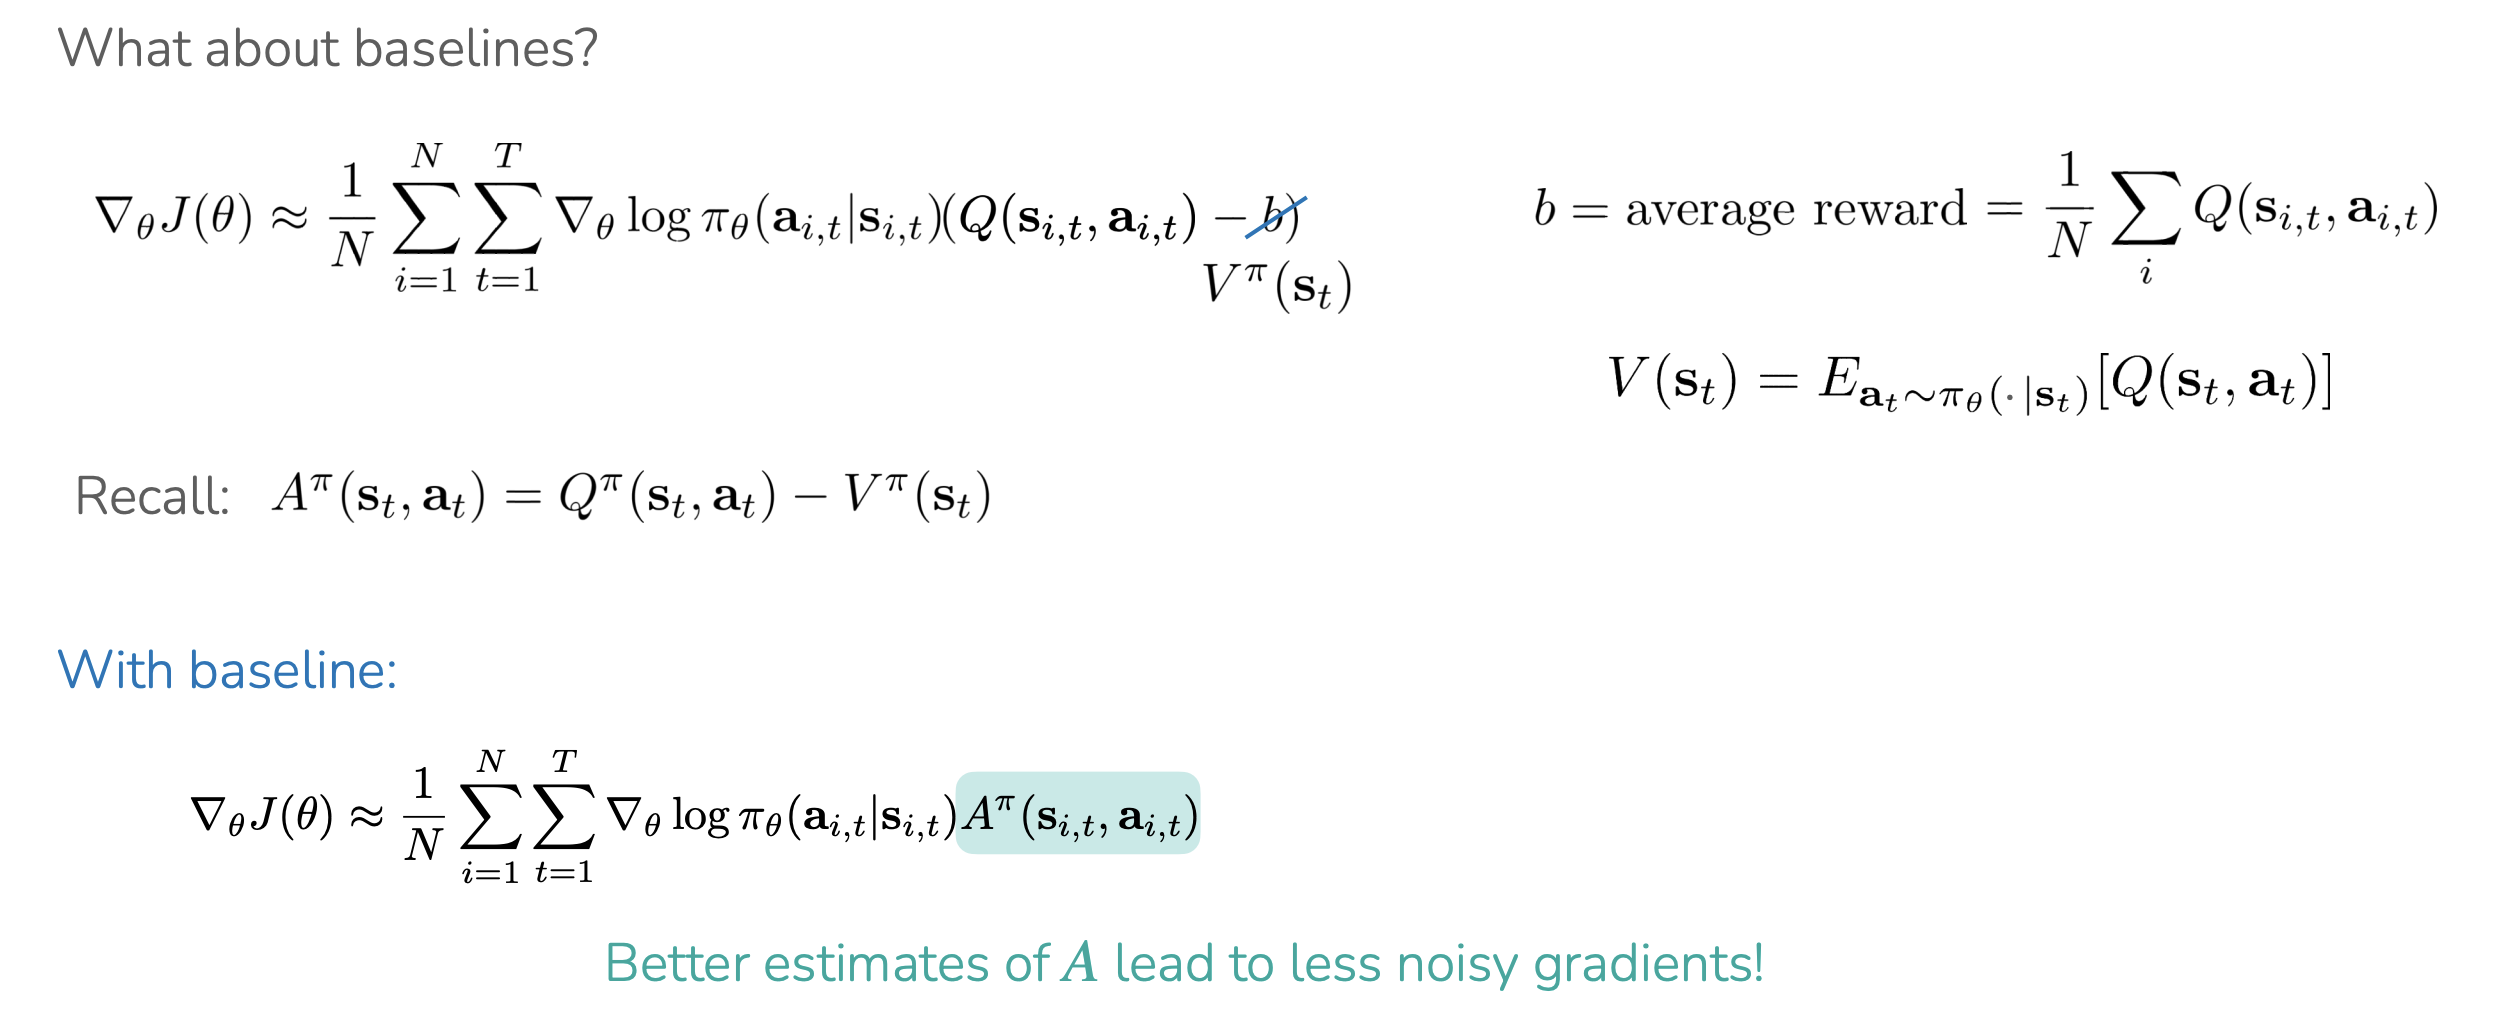 What about baselines?
$\nabla_\theta J(\theta) \approx \frac{1}{N} \sum_{i=1}^{N} \sum_{t=1}^{T} \nabla_\theta \log \pi_\theta(\mathbf{a}_{i,t}|\mathbf{s}_{i,t})(Q(\mathbf{s}_{i,t}, \mathbf{a}_{i,t}) - \cancel{b})$
$V^\pi(\mathbf{s}_t)$
$b = \text{average reward} = \frac{1}{N} \sum_i Q(\mathbf{s}_{i,t}, \mathbf{a}_{i,t})$
$V(\mathbf{s}_t) = E_{\mathbf{a}_t \sim \pi_\theta(\cdot|\mathbf{s}_t)}[Q(\mathbf{s}_t, \mathbf{a}_t)]$
Recall: $A^\pi(\mathbf{s}_t, \mathbf{a}_t) = Q^\pi(\mathbf{s}_t, \mathbf{a}_t) - V^\pi(\mathbf{s}_t)$
With baseline:
$\nabla_\theta J(\theta) \approx \frac{1}{N} \sum_{i=1}^{N} \sum_{t=1}^{T} \nabla_\theta \log \pi_\theta(\mathbf{a}_{i,t}|\mathbf{s}_{i,t}) A^\pi(\mathbf{s}_{i,t}, \mathbf{a}_{i,t})$
Better estimates of $A$ lead to less noisy gradients!